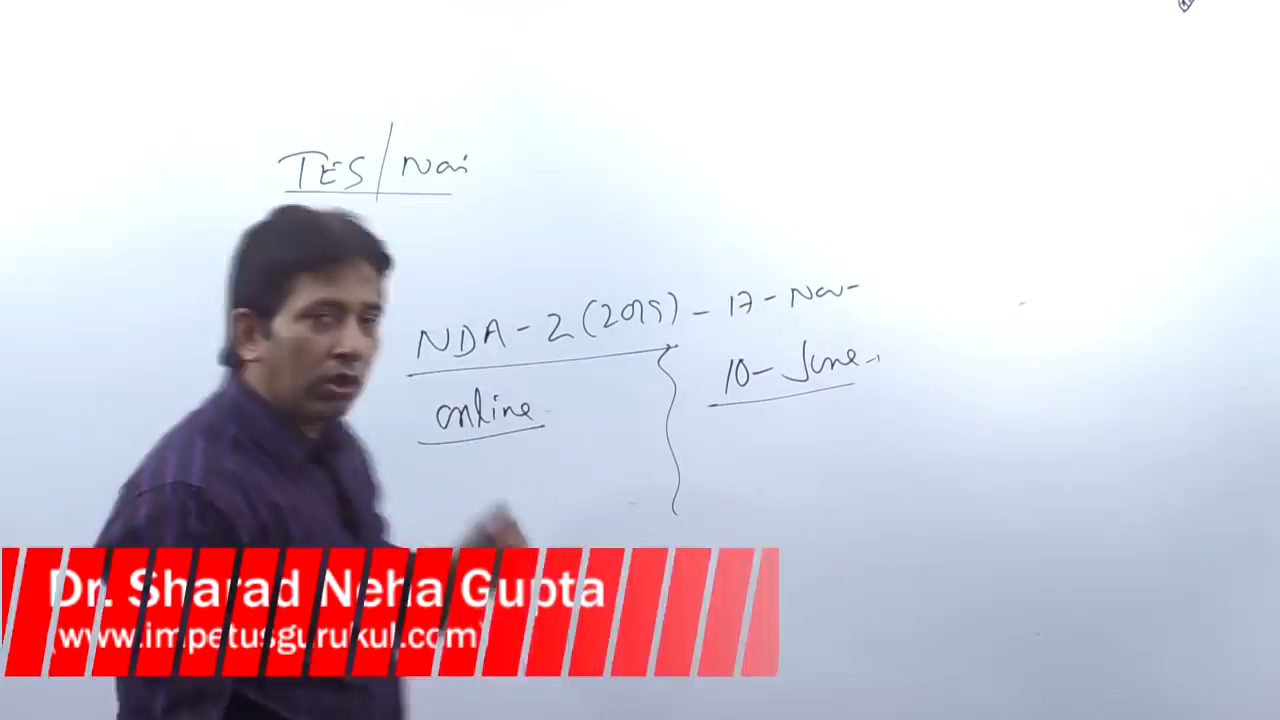 TES/Nav
NDA - 2 (2019) - 17 - Nov -
10 - June
online
Dr. Sharad Neha Gupta
(www.impetusgurukul.com)